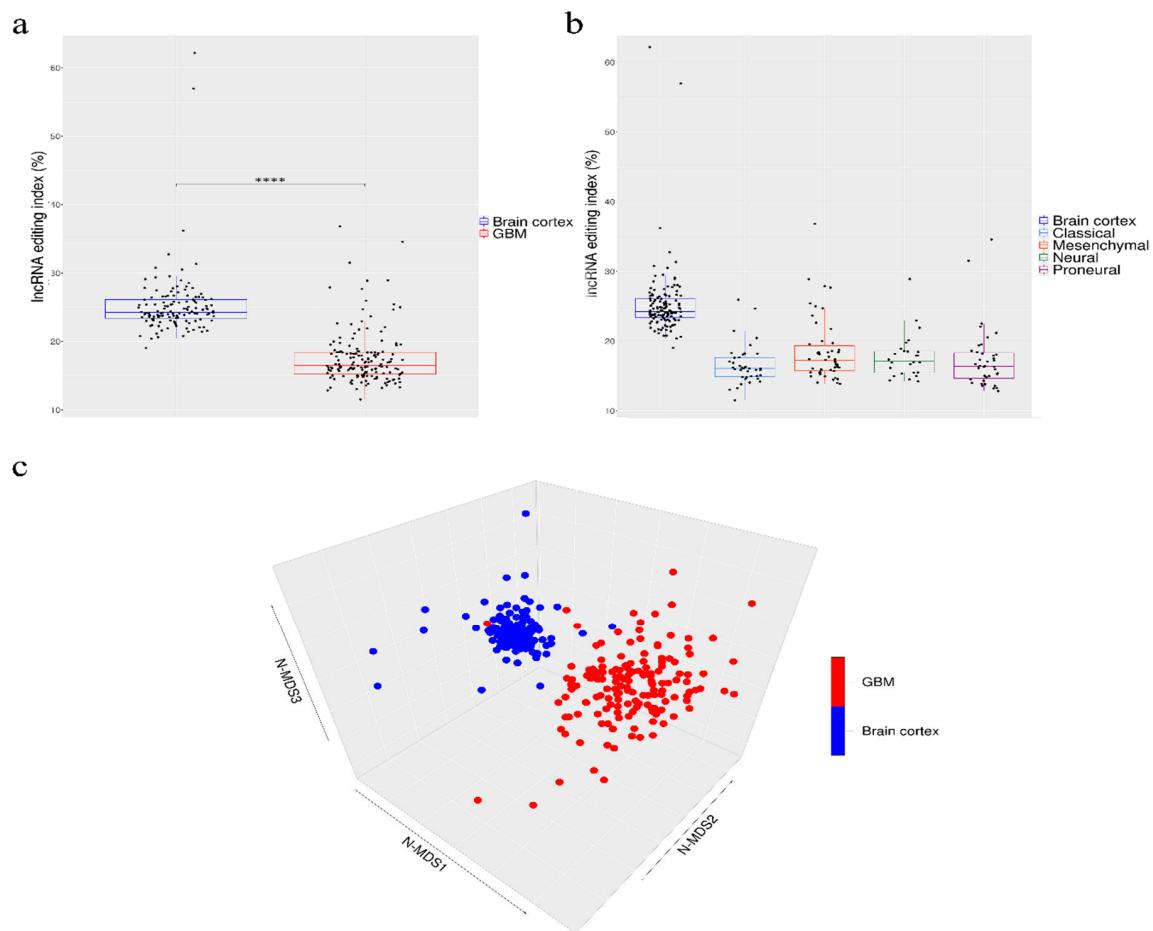 a
b
60
50
40
30
20
10
lncRNA editing index (%)
****
Brain cortex
GBM
60
50
40
30
20
10
lncRNA editing index (%)
Brain cortex
Classical
Mesenchymal
Neural
Proneural
c
N-MDS3
N-MDS1
N-MDS2
GBM
Brain cortex